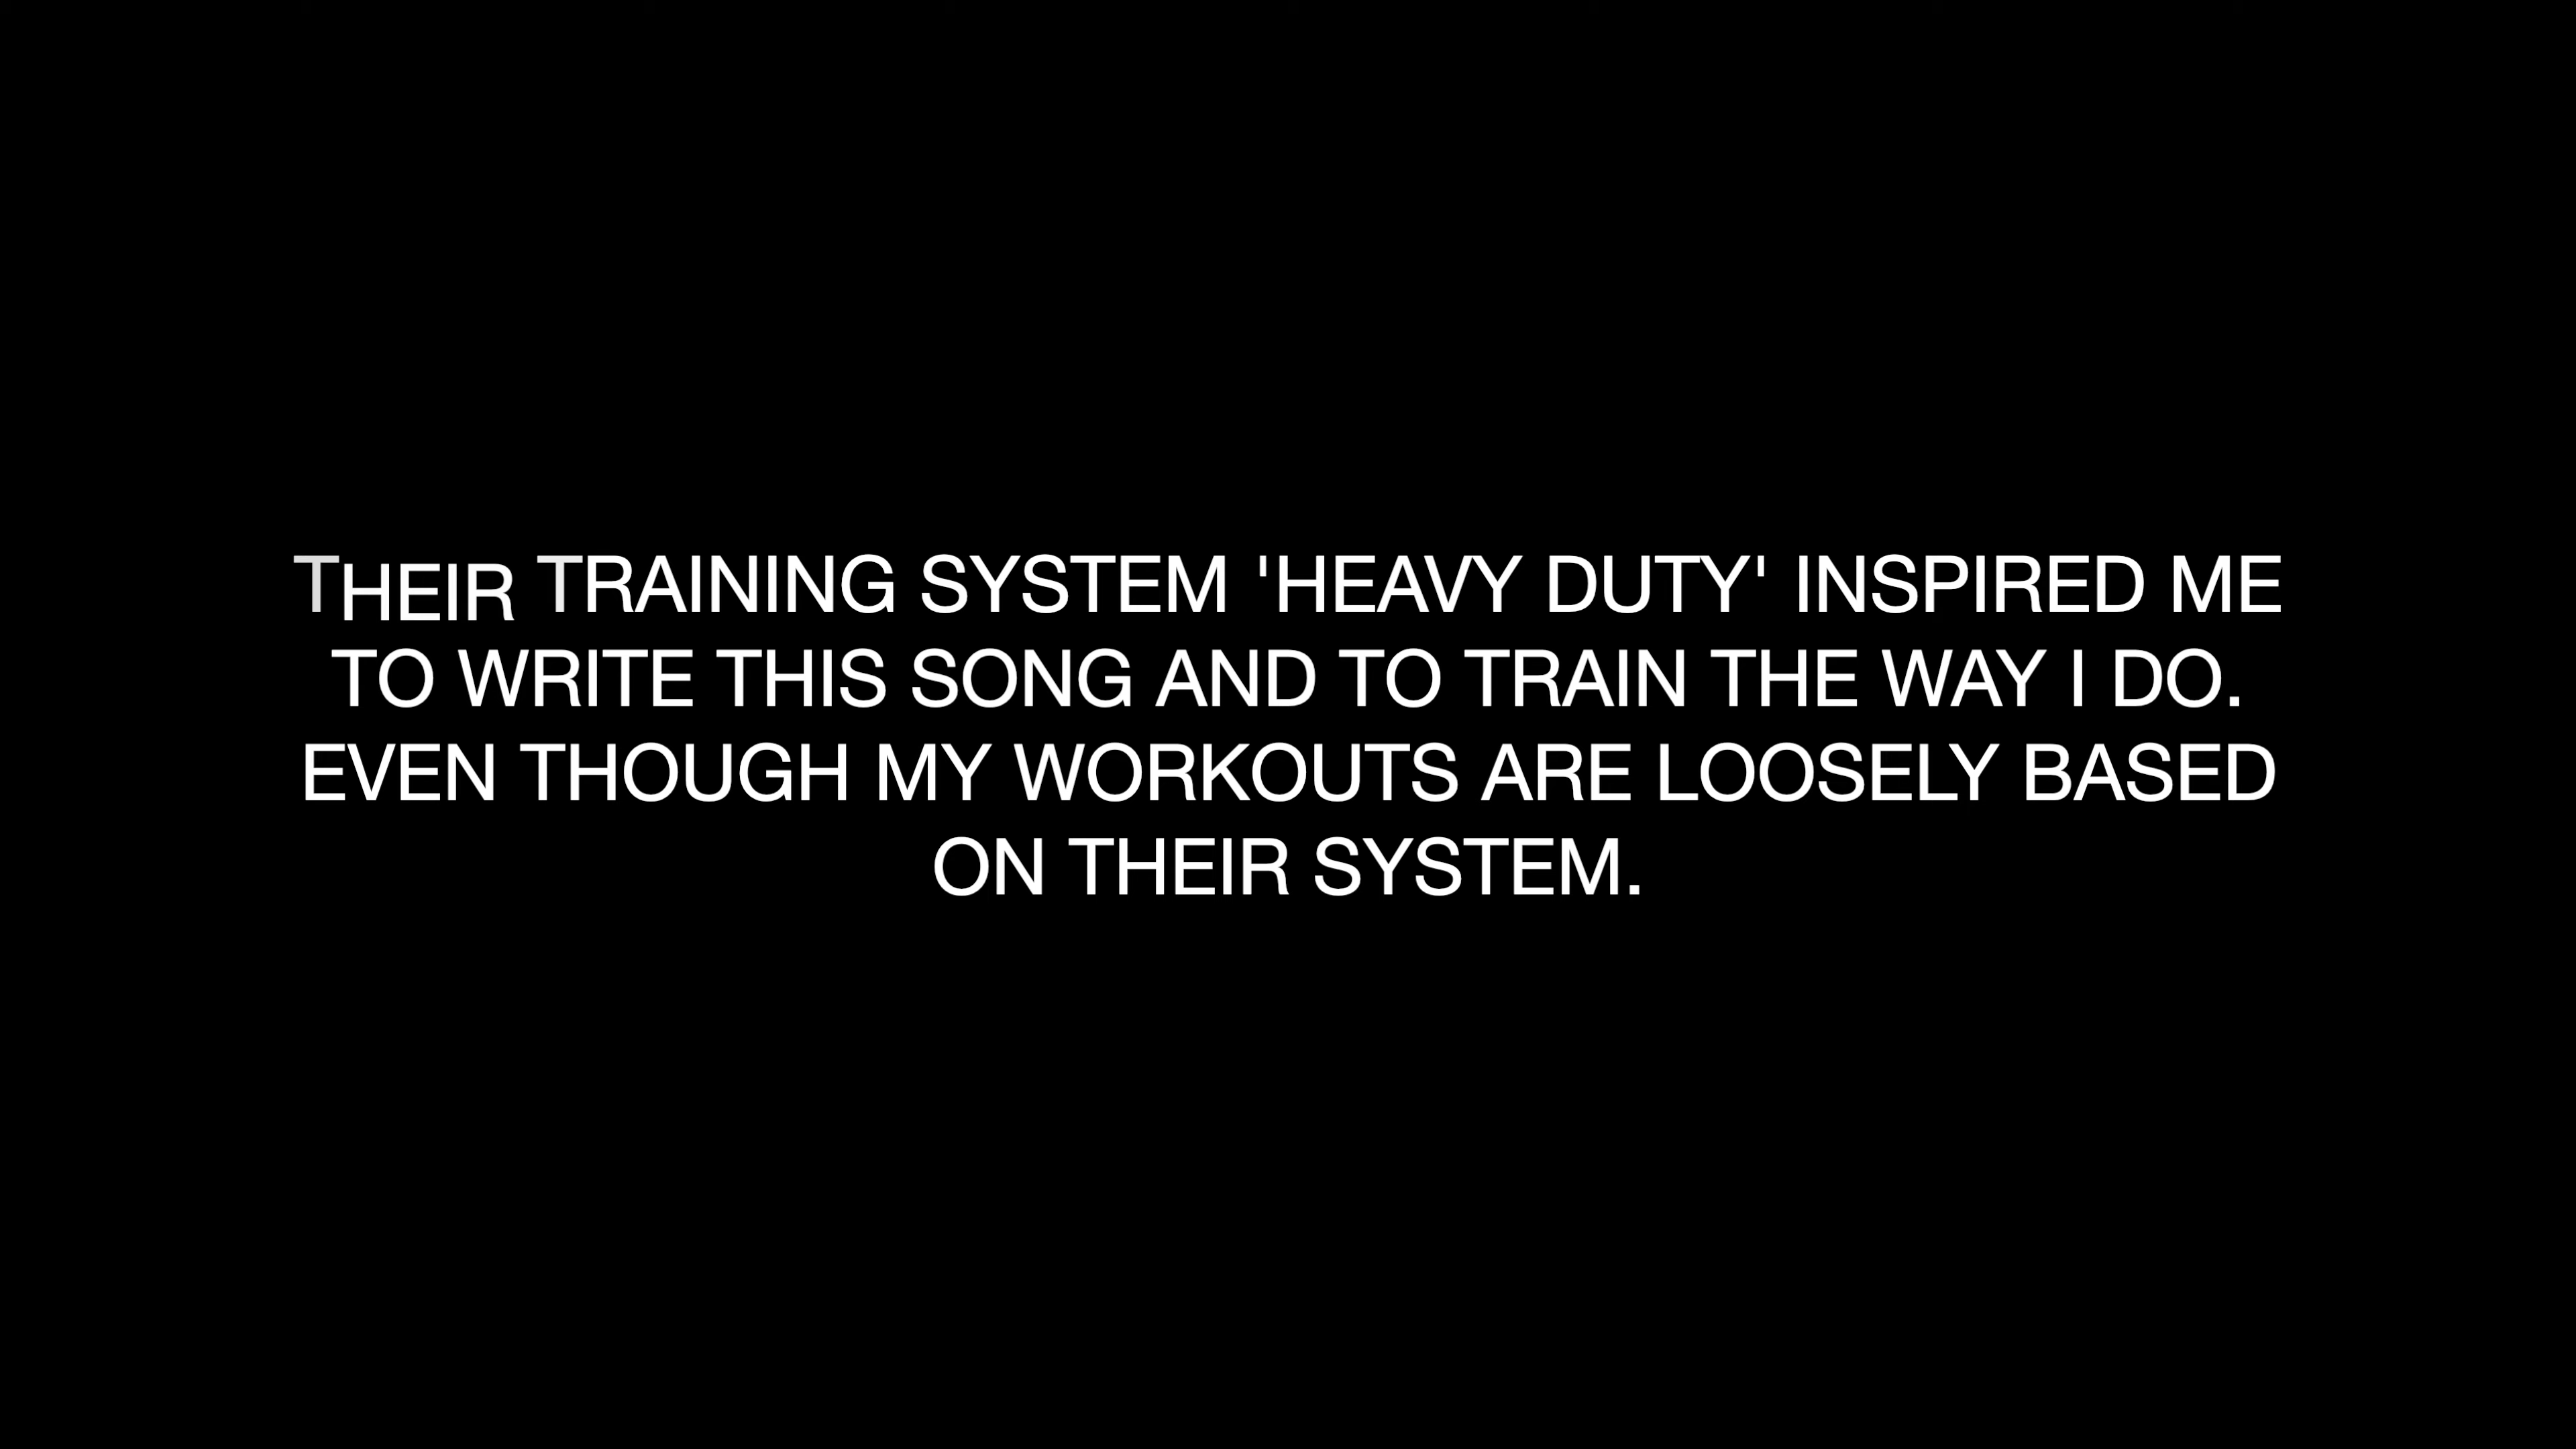 THEIR TRAINING SYSTEM 'HEAVY DUTY' INSPIRED ME
TO WRITE THIS SONG AND TO TRAIN THE WAY I DO.
EVEN THOUGH MY WORKOUTS ARE LOOSELY BASED
ON THEIR SYSTEM.